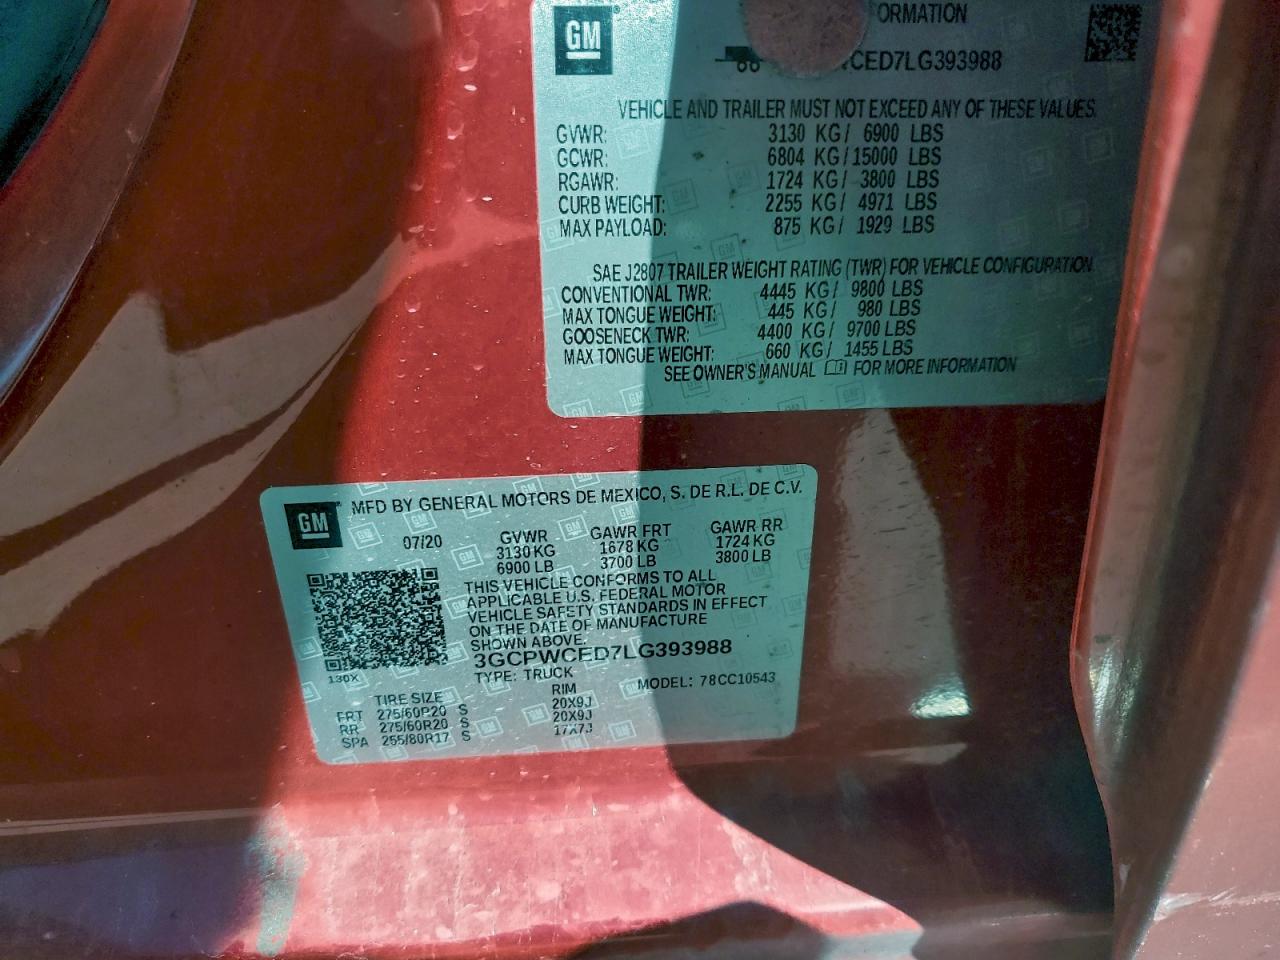 GM
ORMATION
CED7LG393988
VEHICLE AND TRAILER MUST NOT EXCEED ANY OF THESE VALUES.
GVWR: 3130 KG/ 6900 LBS
GCWR: 6804 KG/ 15000 LBS
RGAWR: 1724 KG/ 3800 LBS
CURB WEIGHT: 2255 KG/ 4971 LBS
MAX PAYLOAD: 875 KG/ 1929 LBS
SAE J2807 TRAILER WEIGHT RATING (TWR) FOR VEHICLE CONFIGURATION
CONVENTIONAL TWR: 4445 KG/ 9800 LBS
MAX TONGUE WEIGHT: 445 KG/ 980 LBS
GOOSENECK TWR: 4400 KG/ 9700 LBS
MAX TONGUE WEIGHT: 660 KG/ 1455 LBS
SEE OWNER'S MANUAL FOR MORE INFORMATION
GM
MFD BY GENERAL MOTORS DE MEXICO, S. DE R.L. DE C.V.
07/20 GVWR GAWR FRT GAWR RR
3130 KG 1678 KG 1724 KG
6900 LB 3700 LB 3800 LB
THIS VEHICLE CONFORMS TO ALL
APPLICABLE U.S. FEDERAL MOTOR
VEHICLE SAFETY STANDARDS IN EFFECT
ON THE DATE OF MANUFACTURE
SHOWN ABOVE.
3GCPWCED7LG393988
130X
TYPE: TRUCK MODEL: 78CC10543
TIRE SIZE RIM
FRT 275/60R20 S 20X9J
RR 275/60R20 S 20X9J
SPA 255/80R17 S 17X7J